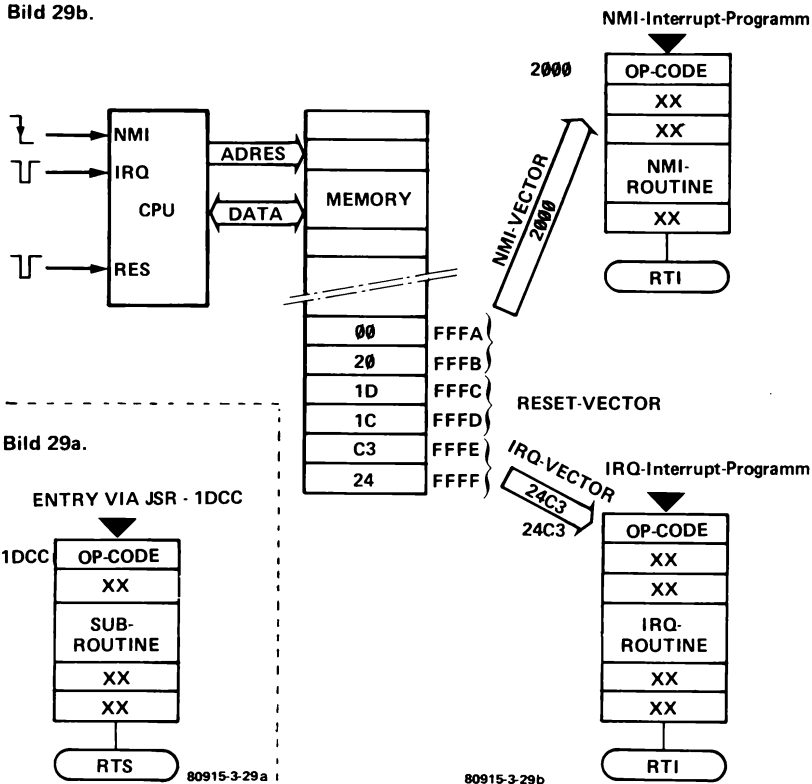 Bild 29b.
NMI-Interrupt-Programm
2000
OP-CODE
XX
XX
NMI-
ROUTINE
XX
RTI
NMI
IRQ
CPU
RES
ADRES
DATA
MEMORY
NMI-VECTOR
2000
00 FFFA
20 FFFB
1D FFFC
1C FFFD
C3 FFFE
24 FFFF
RESET-VECTOR
IRQ-VECTOR
24C3
24C3
IRQ-Interrupt-Programm
OP-CODE
XX
XX
IRQ-
ROUTINE
XX
XX
RTI
80915-3-29b
Bild 29a.
ENTRY VIA JSR - 1DCC
1DCC OP-CODE
XX
SUB-
ROUTINE
XX
XX
RTS
80915-3-29a